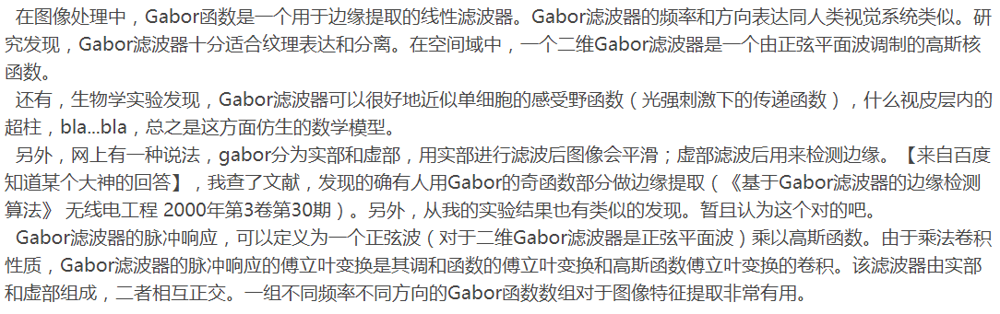 在图像处理中，Gabor函数是一个用于边缘提取的线性滤波器。Gabor滤波器的频率和方向表达同人类视觉系统类似。研
究发现，Gabor滤波器十分适合纹理表达和分离。在空间域中，一个二维Gabor滤波器是一个由正弦平面波调制的高斯核
函数。
还有，生物学实验发现，Gabor滤波器可以很好地近似单细胞的感受野函数（光强刺激下的传递函数），什么视皮层内的
超柱，bla...bla，总之是这方面仿生的数学模型。
另外，网上有一种说法，gabor分为实部和虚部，用实部进行滤波后图像会平滑；虚部滤波后用来检测边缘。【来自百度
知道某个大神的回答】，我查了文献，发现的确有人用Gabor的奇函数部分做边缘提取（《基于Gabor滤波器的边缘检测
算法》 无线电工程 2000年第3卷第30期）。另外，从我的实验结果也有类似的发现。暂且认为这个对的吧。
Gabor滤波器的脉冲响应，可以定义为一个正弦波（对于二维Gabor滤波器是正弦平面波）乘以高斯函数。由于乘法卷积
性质，Gabor滤波器的脉冲响应的傅立叶变换是其调和函数的傅立叶变换和高斯函数傅立叶变换的卷积。该滤波器由实部
和虚部组成，二者相互正交。一组不同频率不同方向的Gabor函数数组对于图像特征提取非常有用。